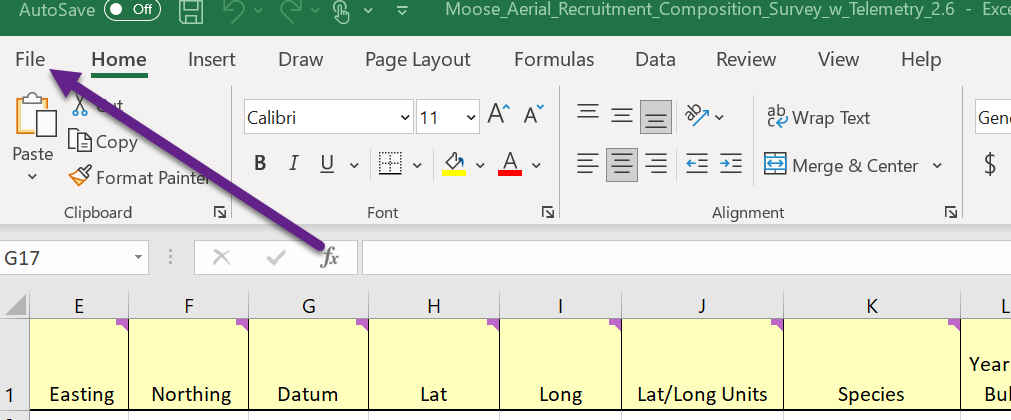 AutoSave Off Moose_Aerial_Recruitment_Composition_Survey_w_Telemetry_2.6 - Exce
File Home Insert Draw Page Layout Formulas Data Review View Help
Paste
Cut
Copy
Format Painter
Clipboard
Calibri 11 A A
B I U A
Font
ab Wrap Text
Merge & Center
Alignment
Gene
$
G17 fx
E F G H I J K L
1 Easting Northing Datum Lat Long Lat/Long Units Species
Year
Bul